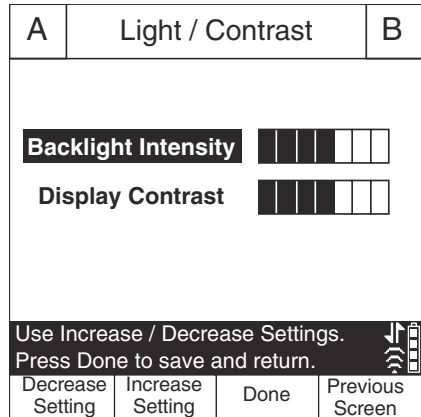 A Light / Contrast B
Backlight Intensity
Display Contrast
Use Increase / Decrease Settings.
Press Done to save and return.
Decrease Setting
Increase Setting
Done
Previous Screen